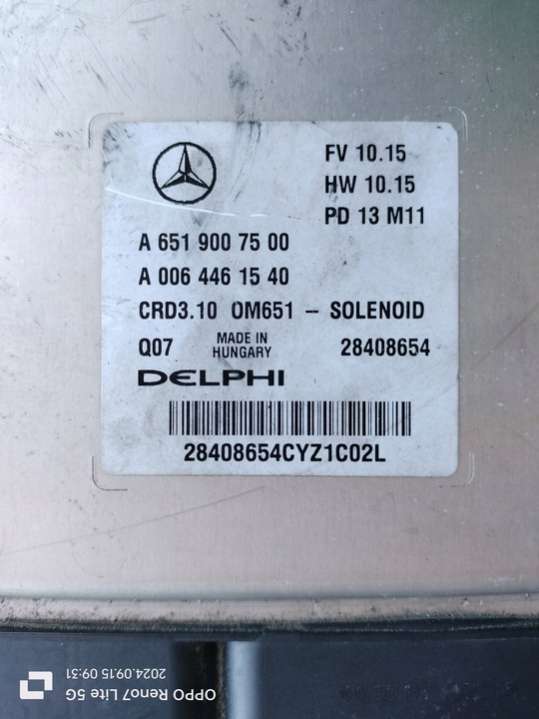 FV 10.15
HW 10.15
PD 13 M11
A 651 900 75 00
A 006 446 15 40
CRD3.10 OM651 – SOLENOID
Q07 MADE IN HUNGARY 28408654
DELPHI
28408654CYZ1C02L
OPPO Reno7 Lite 5G
2024.09.15 09:31